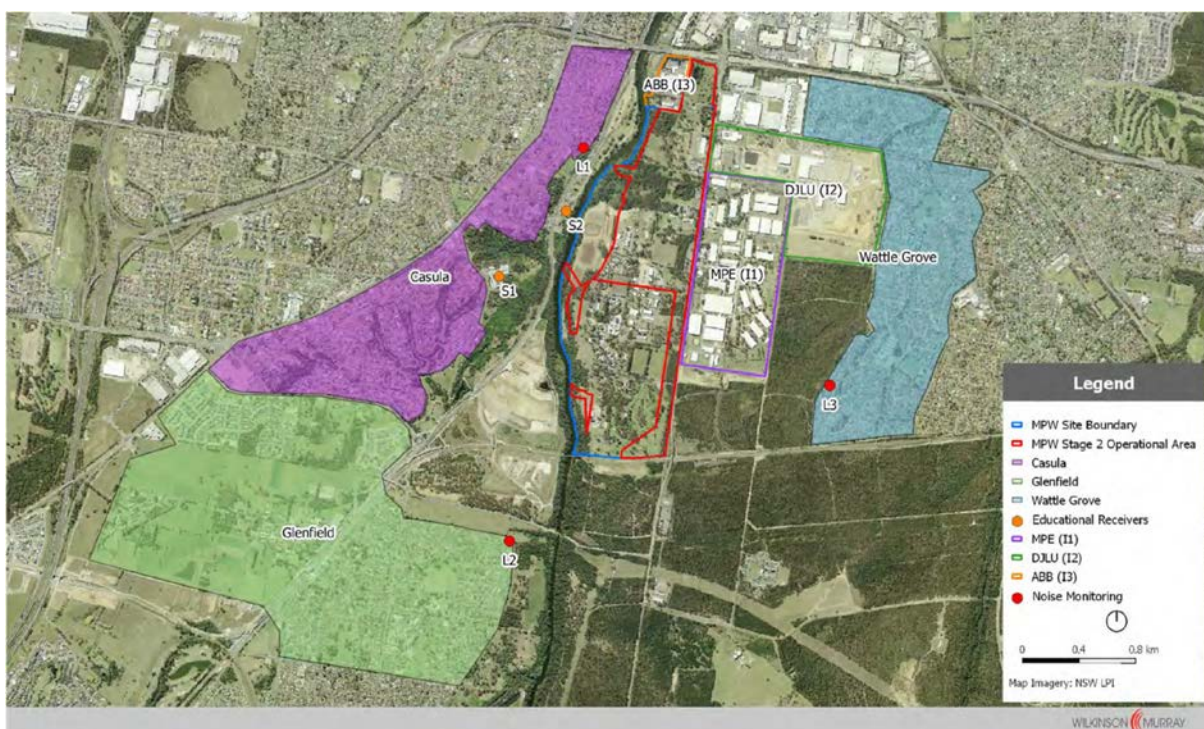 ABB (I3)
L1
DJLU (I2)
S2
Casula
S1
MPE (I1)
Wattle Grove
L3
Glenfield
L2
Legend
MPW Site Boundary
MPW Stage 2 Operational Area
Casula
Glenfield
Wattle Grove
Educational Receivers
MPE (I1)
DJLU (I2)
ABB (I3)
Noise Monitoring
0 0.4 0.8 km
Map Imagery: NSW LPI
WILKINSON MURRAY